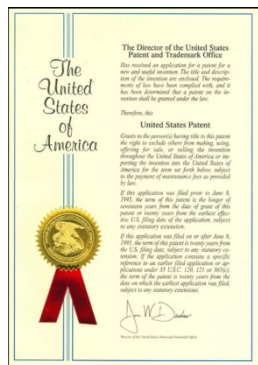 The
United
States
of
America
The Director of the United States
Patent and Trademark Office
Has received an application for a patent for a
new and useful invention. The title and descrip-
tion of the invention are enclosed. The require-
ments of law have been complied with, and it
has been determined that a patent on the in-
vention shall be granted under the law.
Therefore, this
United States Patent
Grants to the person(s) having title to this patent
the right to exclude others from making, using,
offering for sale, or selling the invention
throughout the United States of America or im-
porting the invention into the United States of
America for the term set forth below, subject
to the payment of maintenance fees as provided
by law.
If this application was filed prior to June 8,
1995, the term of this patent is the longer of
seventeen years from the date of grant of this
patent or twenty years from the earliest effec-
tive U.S. filing date of the application, subject
to any statutory extension.
If this application was filed on or after June 8,
1995, the term of this patent is twenty years from
the U.S. filing date, subject to any statutory ex-
tension. If the application contains a specific
reference to an earlier filed application or ap-
plications under 35 U.S.C. 120, 121 or 365(c),
the term of the patent is twenty years from the
date on which the earliest application was filed,
subject to any statutory extensions.
Jon W. Dudas
Director of the United States Patent and Trademark Office